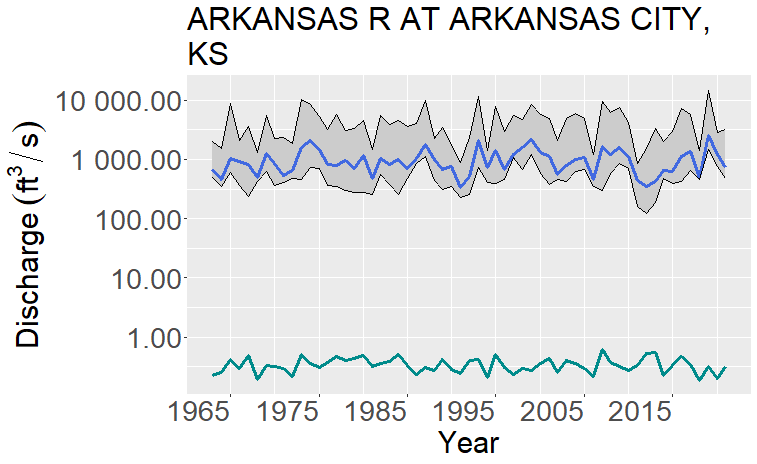 ARKANSAS R AT ARKANSAS CITY,
KS
Discharge (ft³/s)
10 000.00
1 000.00
100.00
10.00
1.00
1965 1975 1985 1995 2005 2015
Year